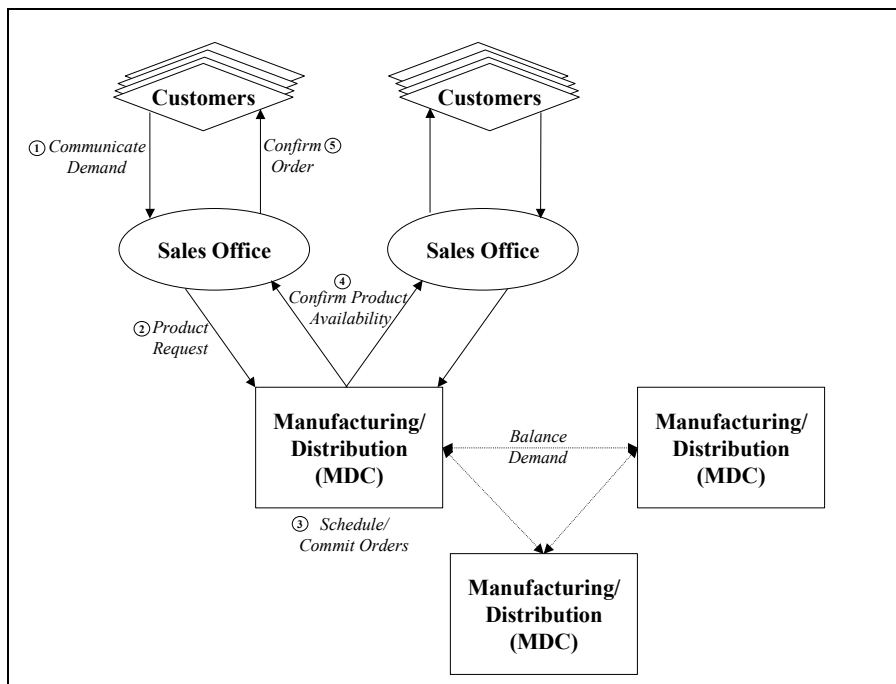 Customers
Customers
① Communicate
Demand
Confirm ⑤
Order
Sales Office
Sales Office
④
Confirm Product
Availability
② Product
Request
Manufacturing/
Distribution
(MDC)
Balance
Demand
Manufacturing/
Distribution
(MDC)
③ Schedule/
Commit Orders
Manufacturing/
Distribution
(MDC)